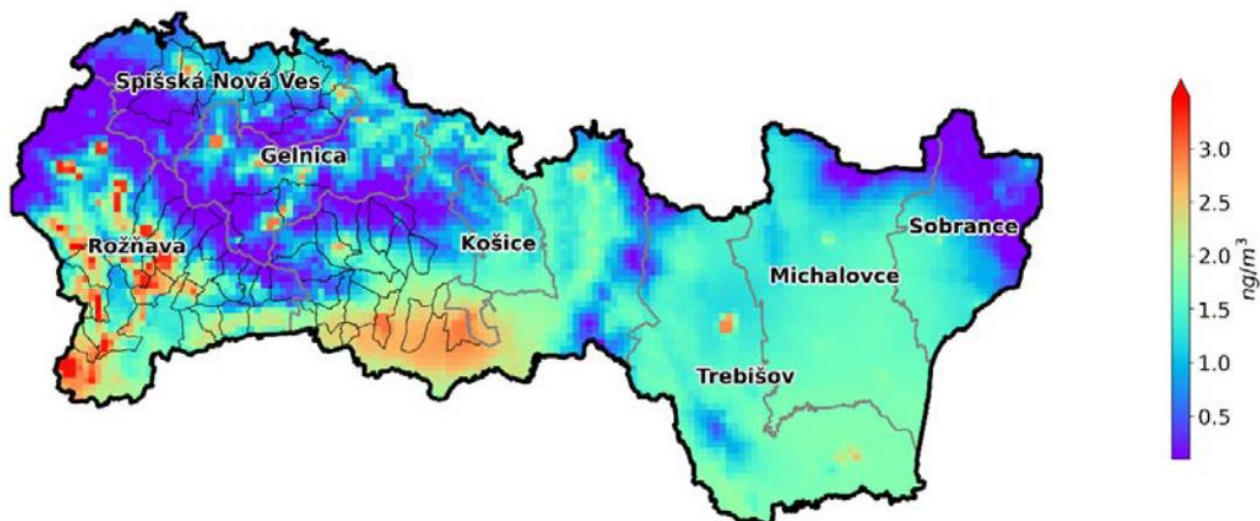 Spišská Nová Ves
Gelnica
Rožňava
Košice
Sobrance
Michalovce
Trebišov
3.0
2.5
2.0
1.5
1.0
0.5
ng/m³